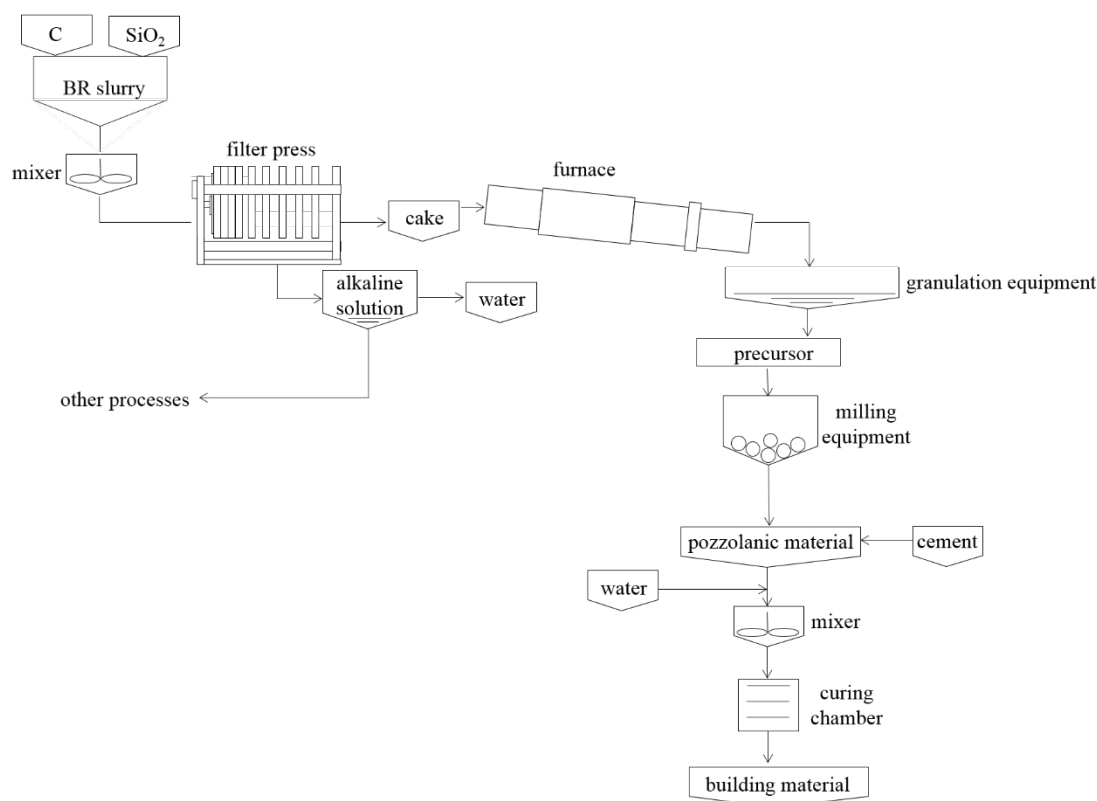 C
SiO₂
BR slurry
mixer
filter press
furnace
cake
alkaline
solution
water
granulation equipment
precursor
other processes
milling
equipment
pozzolanic material
cement
water
mixer
curing
chamber
building material